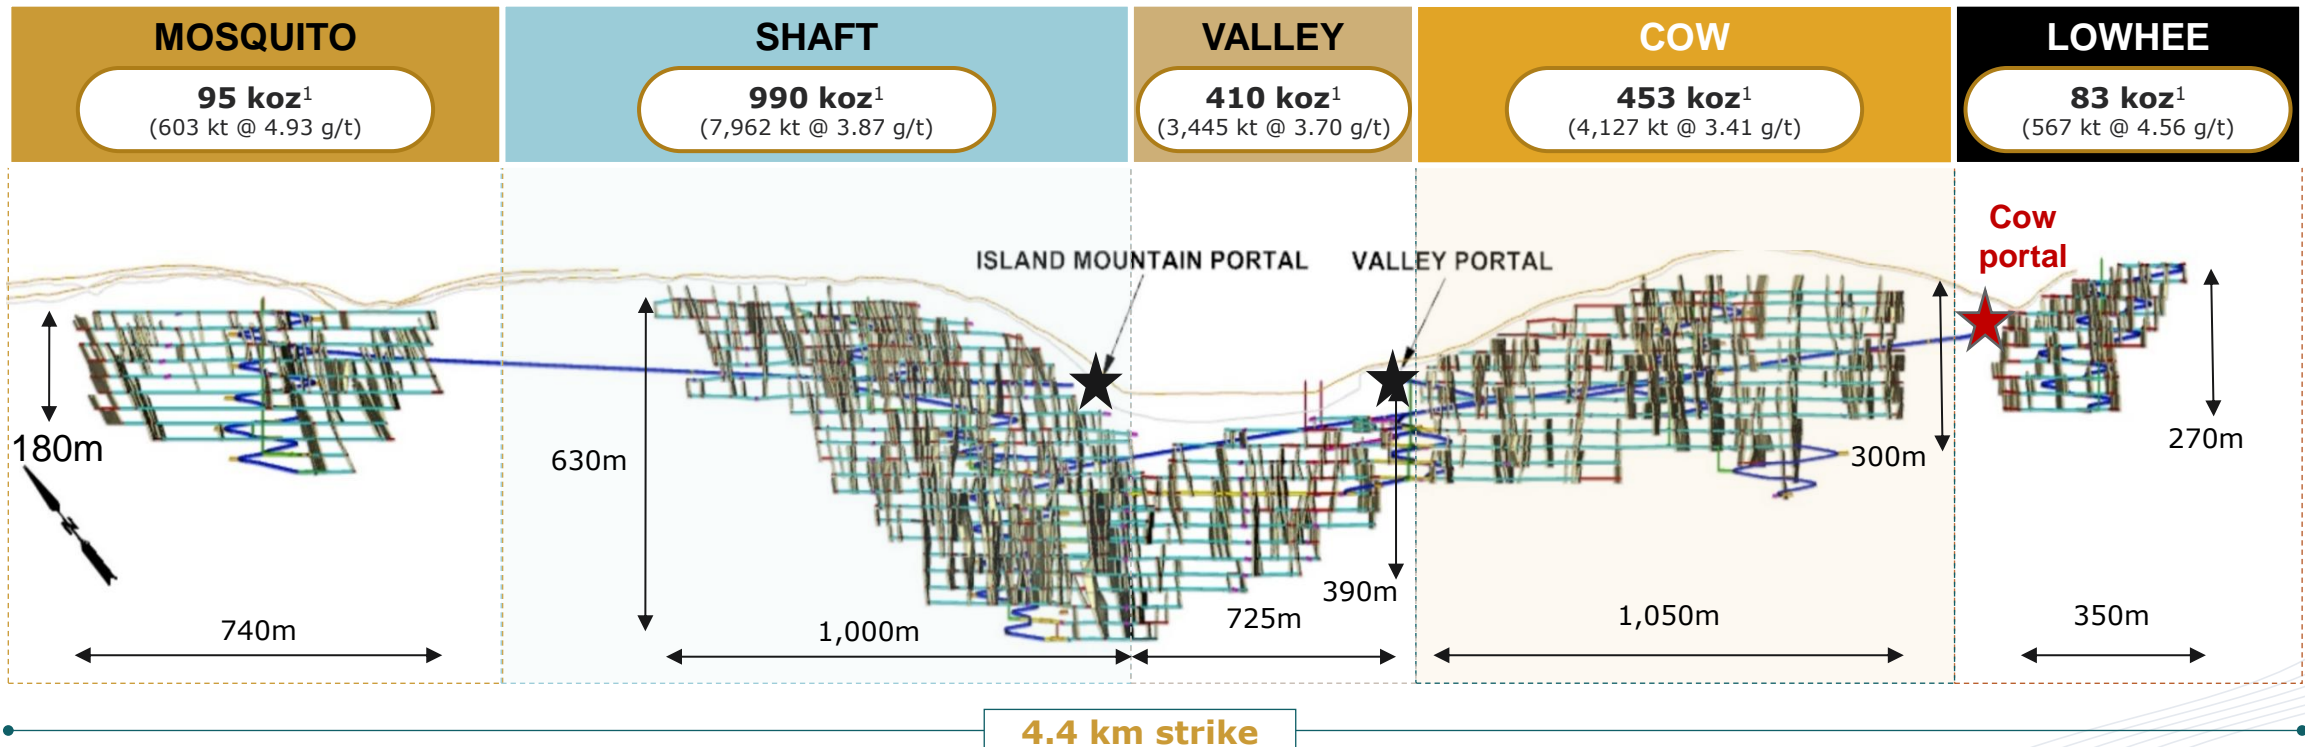 MOSQUITO
95 koz1
(603 kt @ 4.93 g/t)
SHAFT
990 koz1
(7,962 kt @ 3.87 g/t)
VALLEY
410 koz1
(3,445 kt @ 3.70 g/t)
COW
453 koz1
(4,127 kt @ 3.41 g/t)
LOWHEE
83 koz1
(567 kt @ 4.56 g/t)
Cow
portal
ISLAND MOUNTAIN PORTAL
VALLEY PORTAL
180m
N
630m
390m
300m
270m
740m
1,000m
725m
1,050m
350m
4.4 km strike